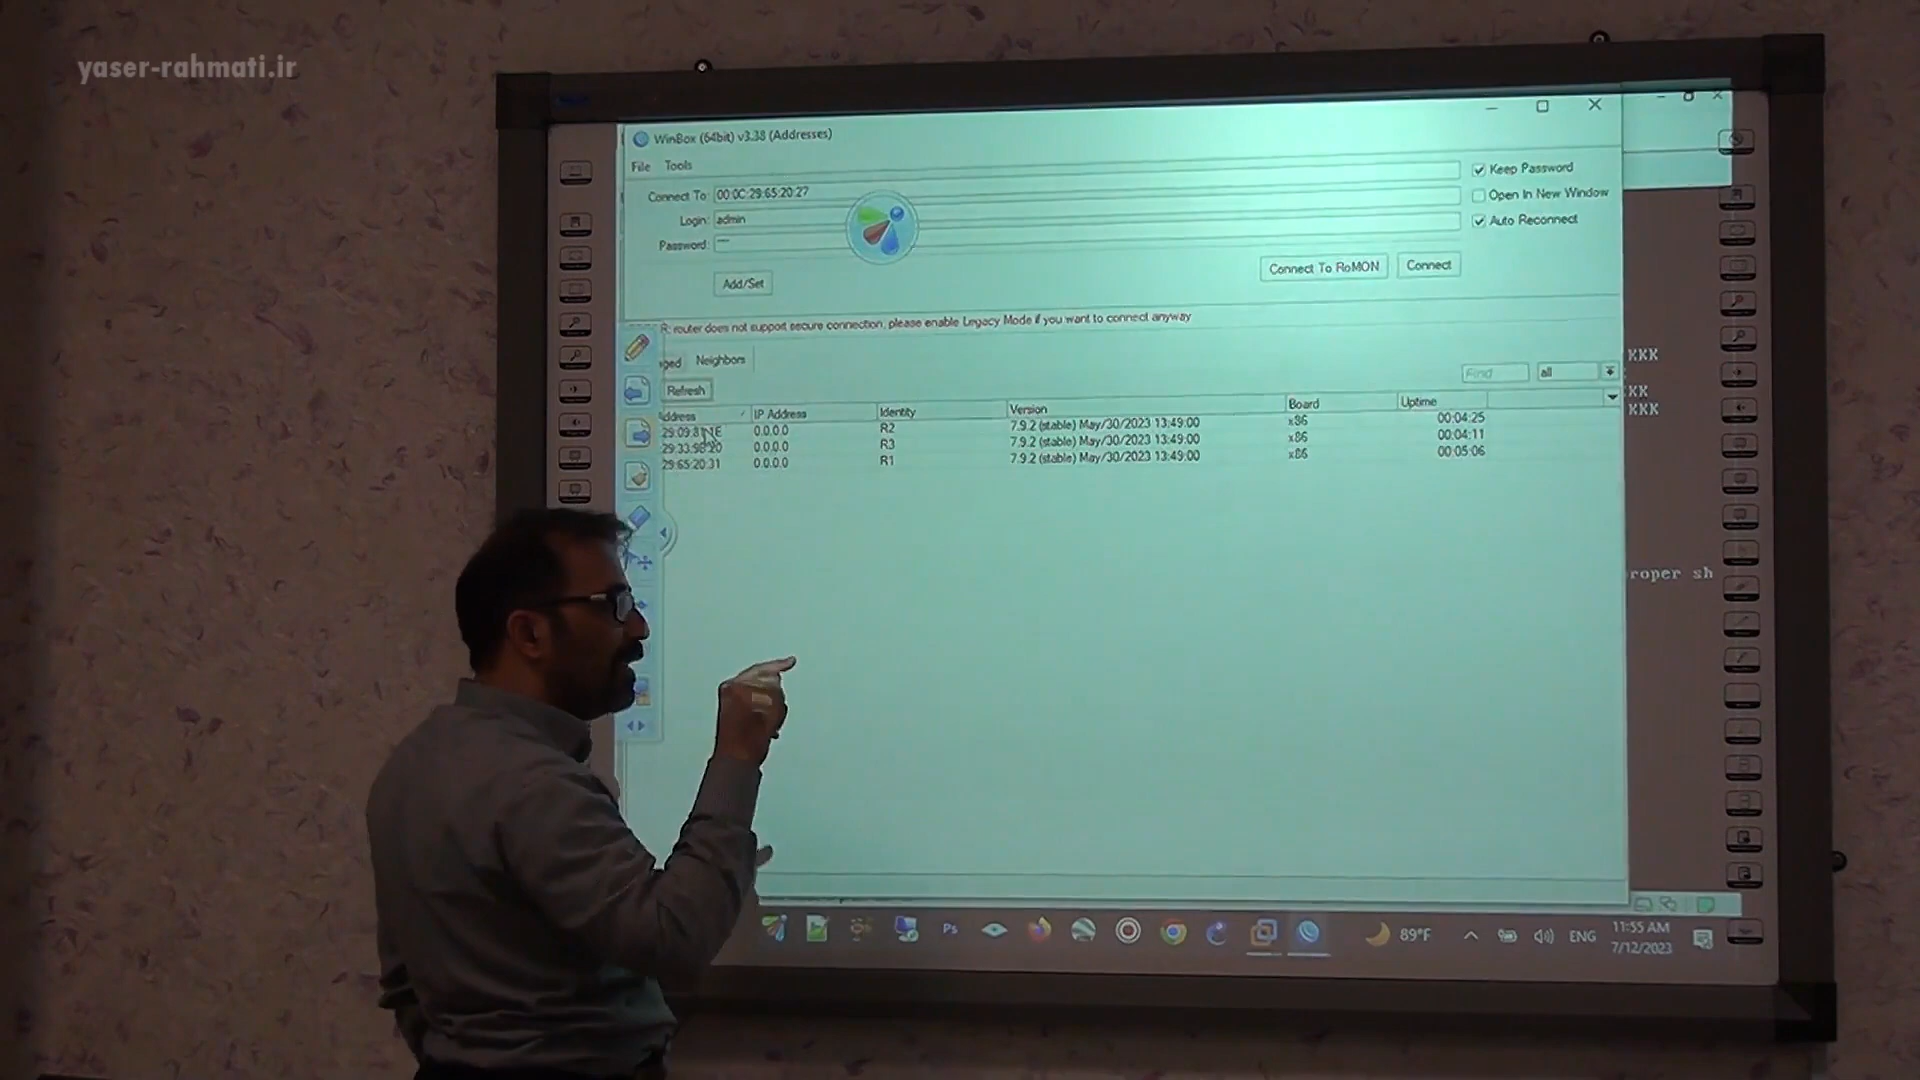 yaser-rahmati.ir
WinBox (64bit) v3.38 (Addresses)
File Tools
Connect To: 00:0C:29:65:20:27
Keep Password
Login: admin
Open In New Window
Password:
Auto Reconnect
Add/Set
Connect To RoMON
Connect
R: router does not support secure connection, please enable Legacy Mode if you want to connect anyway
ged Neighbors
Refresh
Find
all
ddress IP Address Identity Version Board Uptime
0.0.0.0 R2 7.9.2 (stable) May/30/2023 13:49:00 x86 00:04:25
0.0.0.0 R3 7.9.2 (stable) May/30/2023 13:49:00 x86 00:04:11
29:65:20:31 0.0.0.0 R1 7.9.2 (stable) May/30/2023 13:49:00 x86 00:05:06
KKK
KK
KKK
roper sh
Ps
89°F
ENG
11:55 AM
7/12/2023